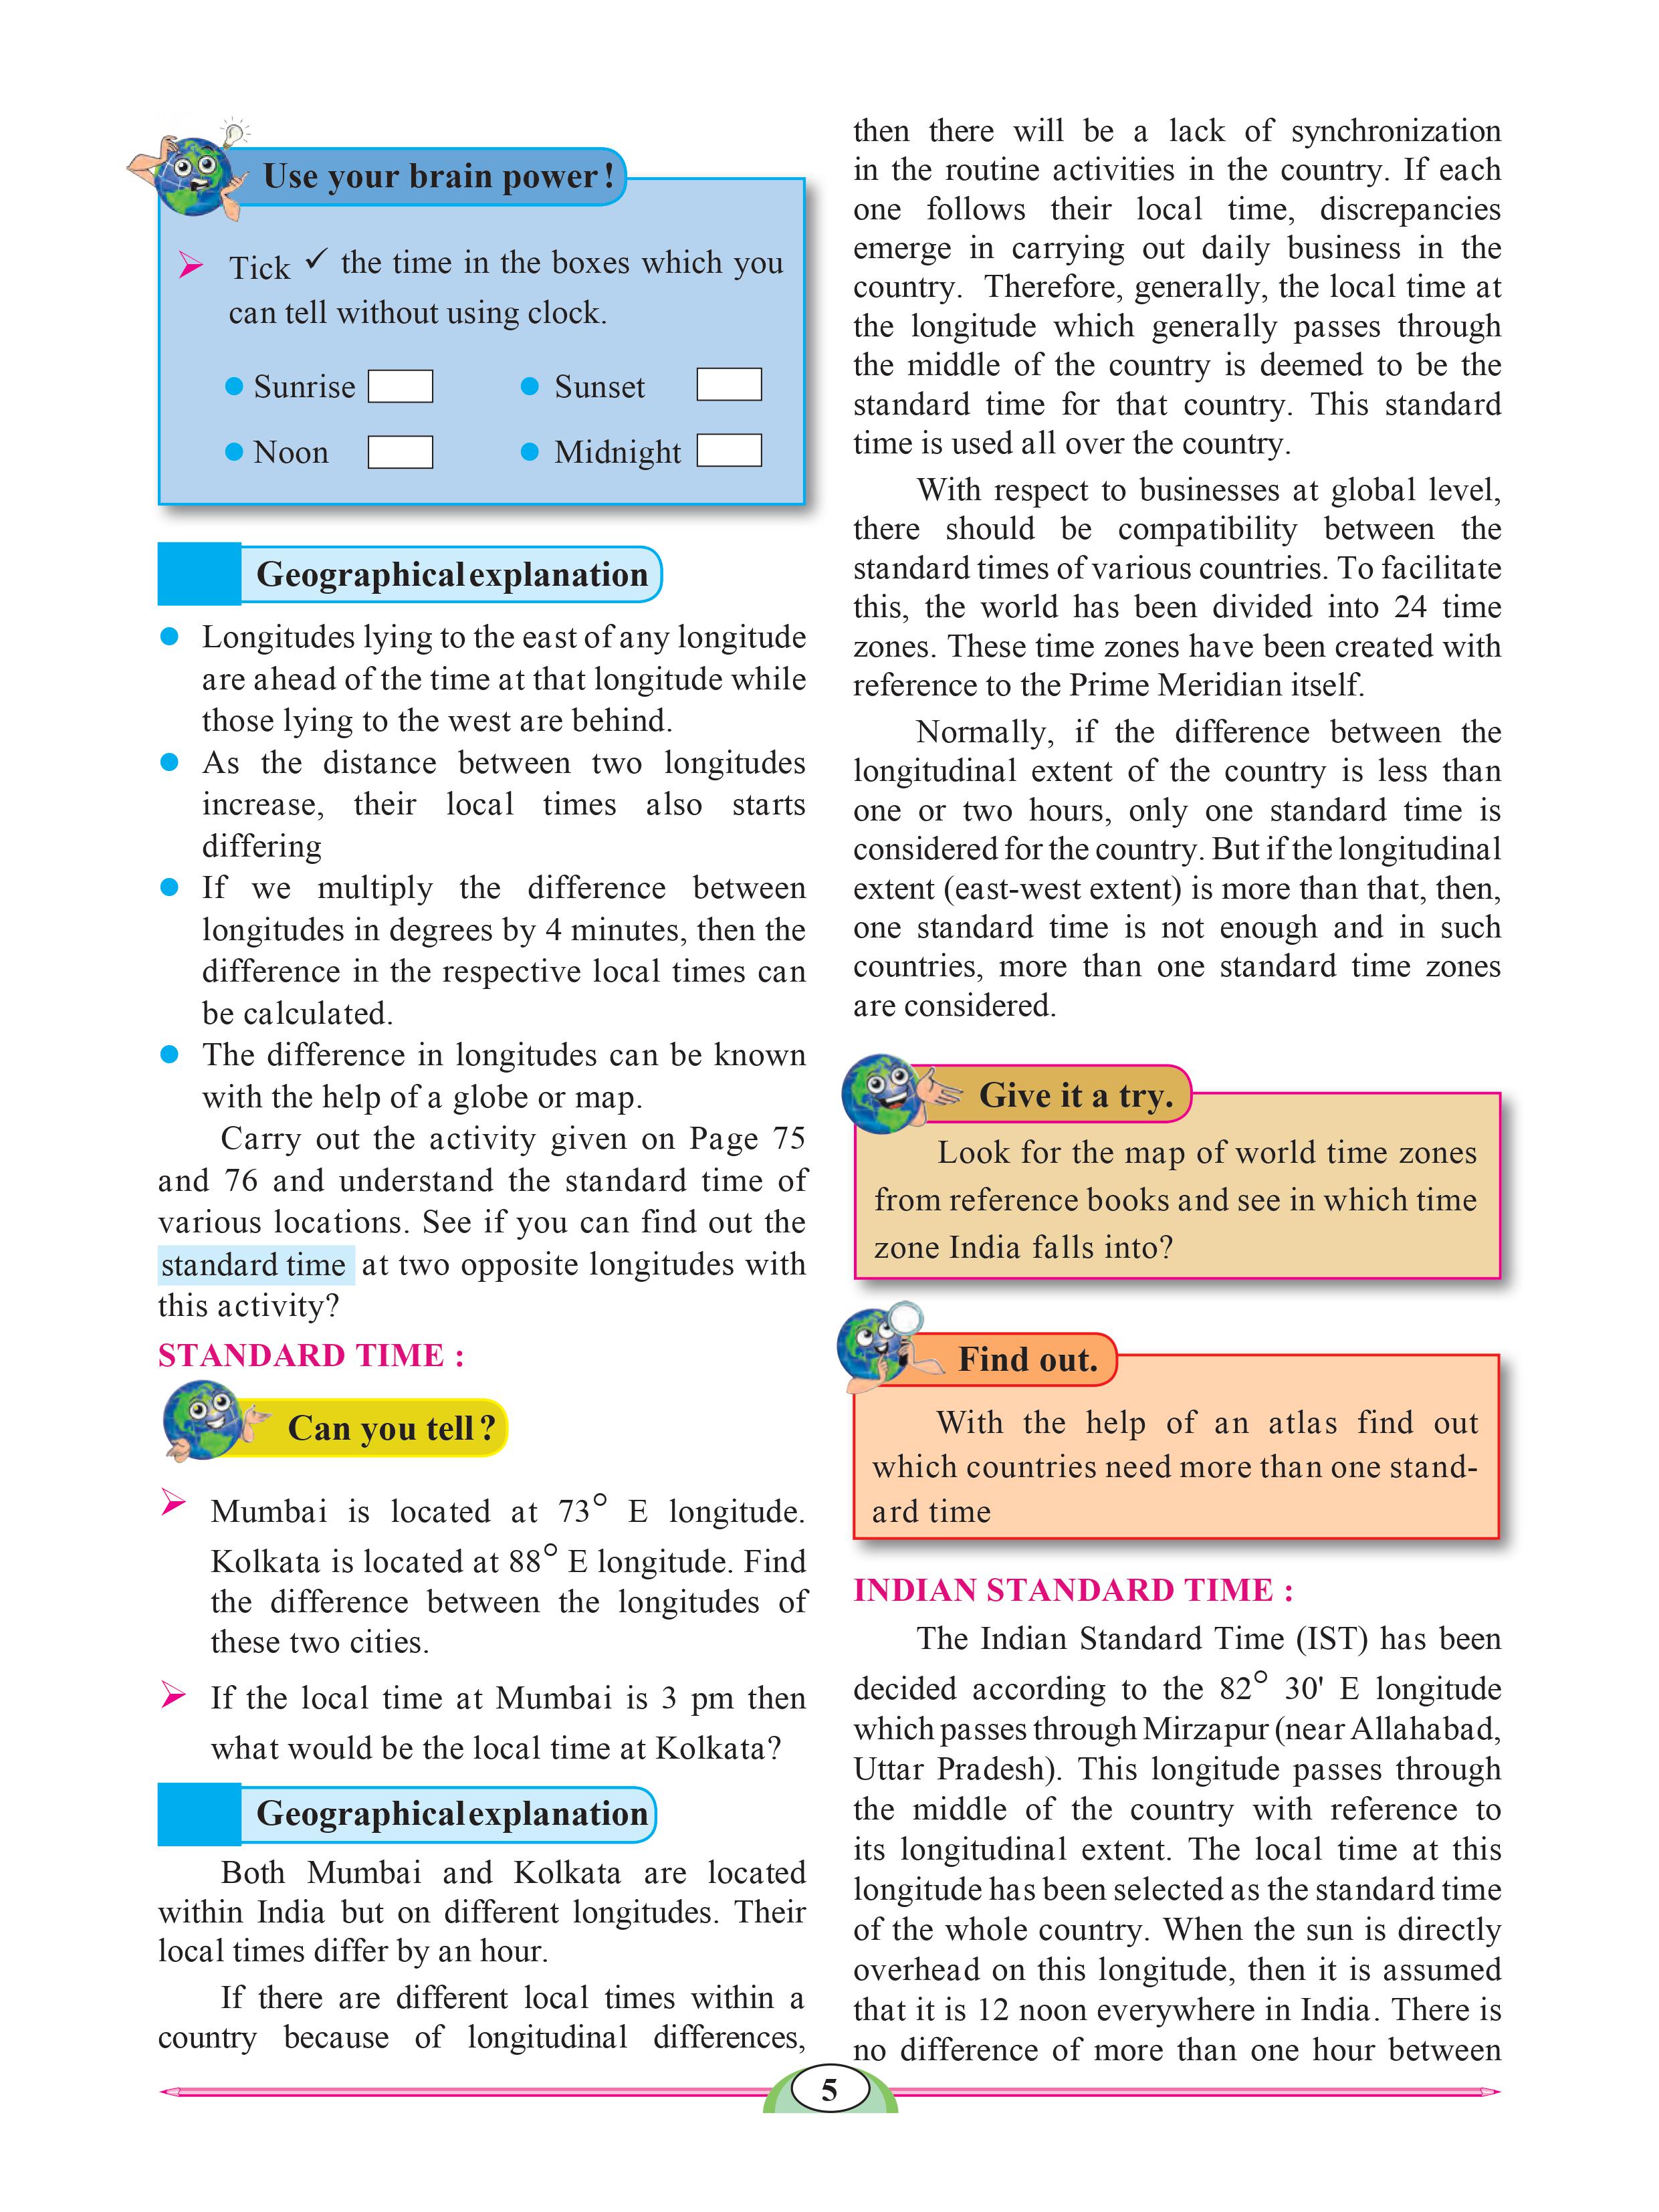 Use your brain power!
Tick ✓ the time in the boxes which you
can tell without using clock.
Sunrise
Sunset
Noon
Midnight
Geographical explanation
Longitudes lying to the east of any longitude
are ahead of the time at that longitude while
those lying to the west are behind.
As the distance between two longitudes
increase, their local times also starts
differing
If we multiply the difference between
longitudes in degrees by 4 minutes, then the
difference in the respective local times can
be calculated.
The difference in longitudes can be known
with the help of a globe or map.
Carry out the activity given on Page 75
and 76 and understand the standard time of
various locations. See if you can find out the
standard time at two opposite longitudes with
this activity?
STANDARD TIME :
Can you tell?
Mumbai is located at 73° E longitude.
Kolkata is located at 88° E longitude. Find
the difference between the longitudes of
these two cities.
If the local time at Mumbai is 3 pm then
what would be the local time at Kolkata?
Geographical explanation
Both Mumbai and Kolkata are located
within India but on different longitudes. Their
local times differ by an hour.
If there are different local times within a
country because of longitudinal differences,
then there will be a lack of synchronization
in the routine activities in the country. If each
one follows their local time, discrepancies
emerge in carrying out daily business in the
country. Therefore, generally, the local time at
the longitude which generally passes through
the middle of the country is deemed to be the
standard time for that country. This standard
time is used all over the country.
With respect to businesses at global level,
there should be compatibility between the
standard times of various countries. To facilitate
this, the world has been divided into 24 time
zones. These time zones have been created with
reference to the Prime Meridian itself.
Normally, if the difference between the
longitudinal extent of the country is less than
one or two hours, only one standard time is
considered for the country. But if the longitudinal
extent (east-west extent) is more than that, then,
one standard time is not enough and in such
countries, more than one standard time zones
are considered.
Give it a try.
Look for the map of world time zones
from reference books and see in which time
zone India falls into?
Find out.
With the help of an atlas find out
which countries need more than one stand-
ard time
INDIAN STANDARD TIME :
The Indian Standard Time (IST) has been
decided according to the 82° 30' E longitude
which passes through Mirzapur (near Allahabad,
Uttar Pradesh). This longitude passes through
the middle of the country with reference to
its longitudinal extent. The local time at this
longitude has been selected as the standard time
of the whole country. When the sun is directly
overhead on this longitude, then it is assumed
that it is 12 noon everywhere in India. There is
no difference of more than one hour between
5